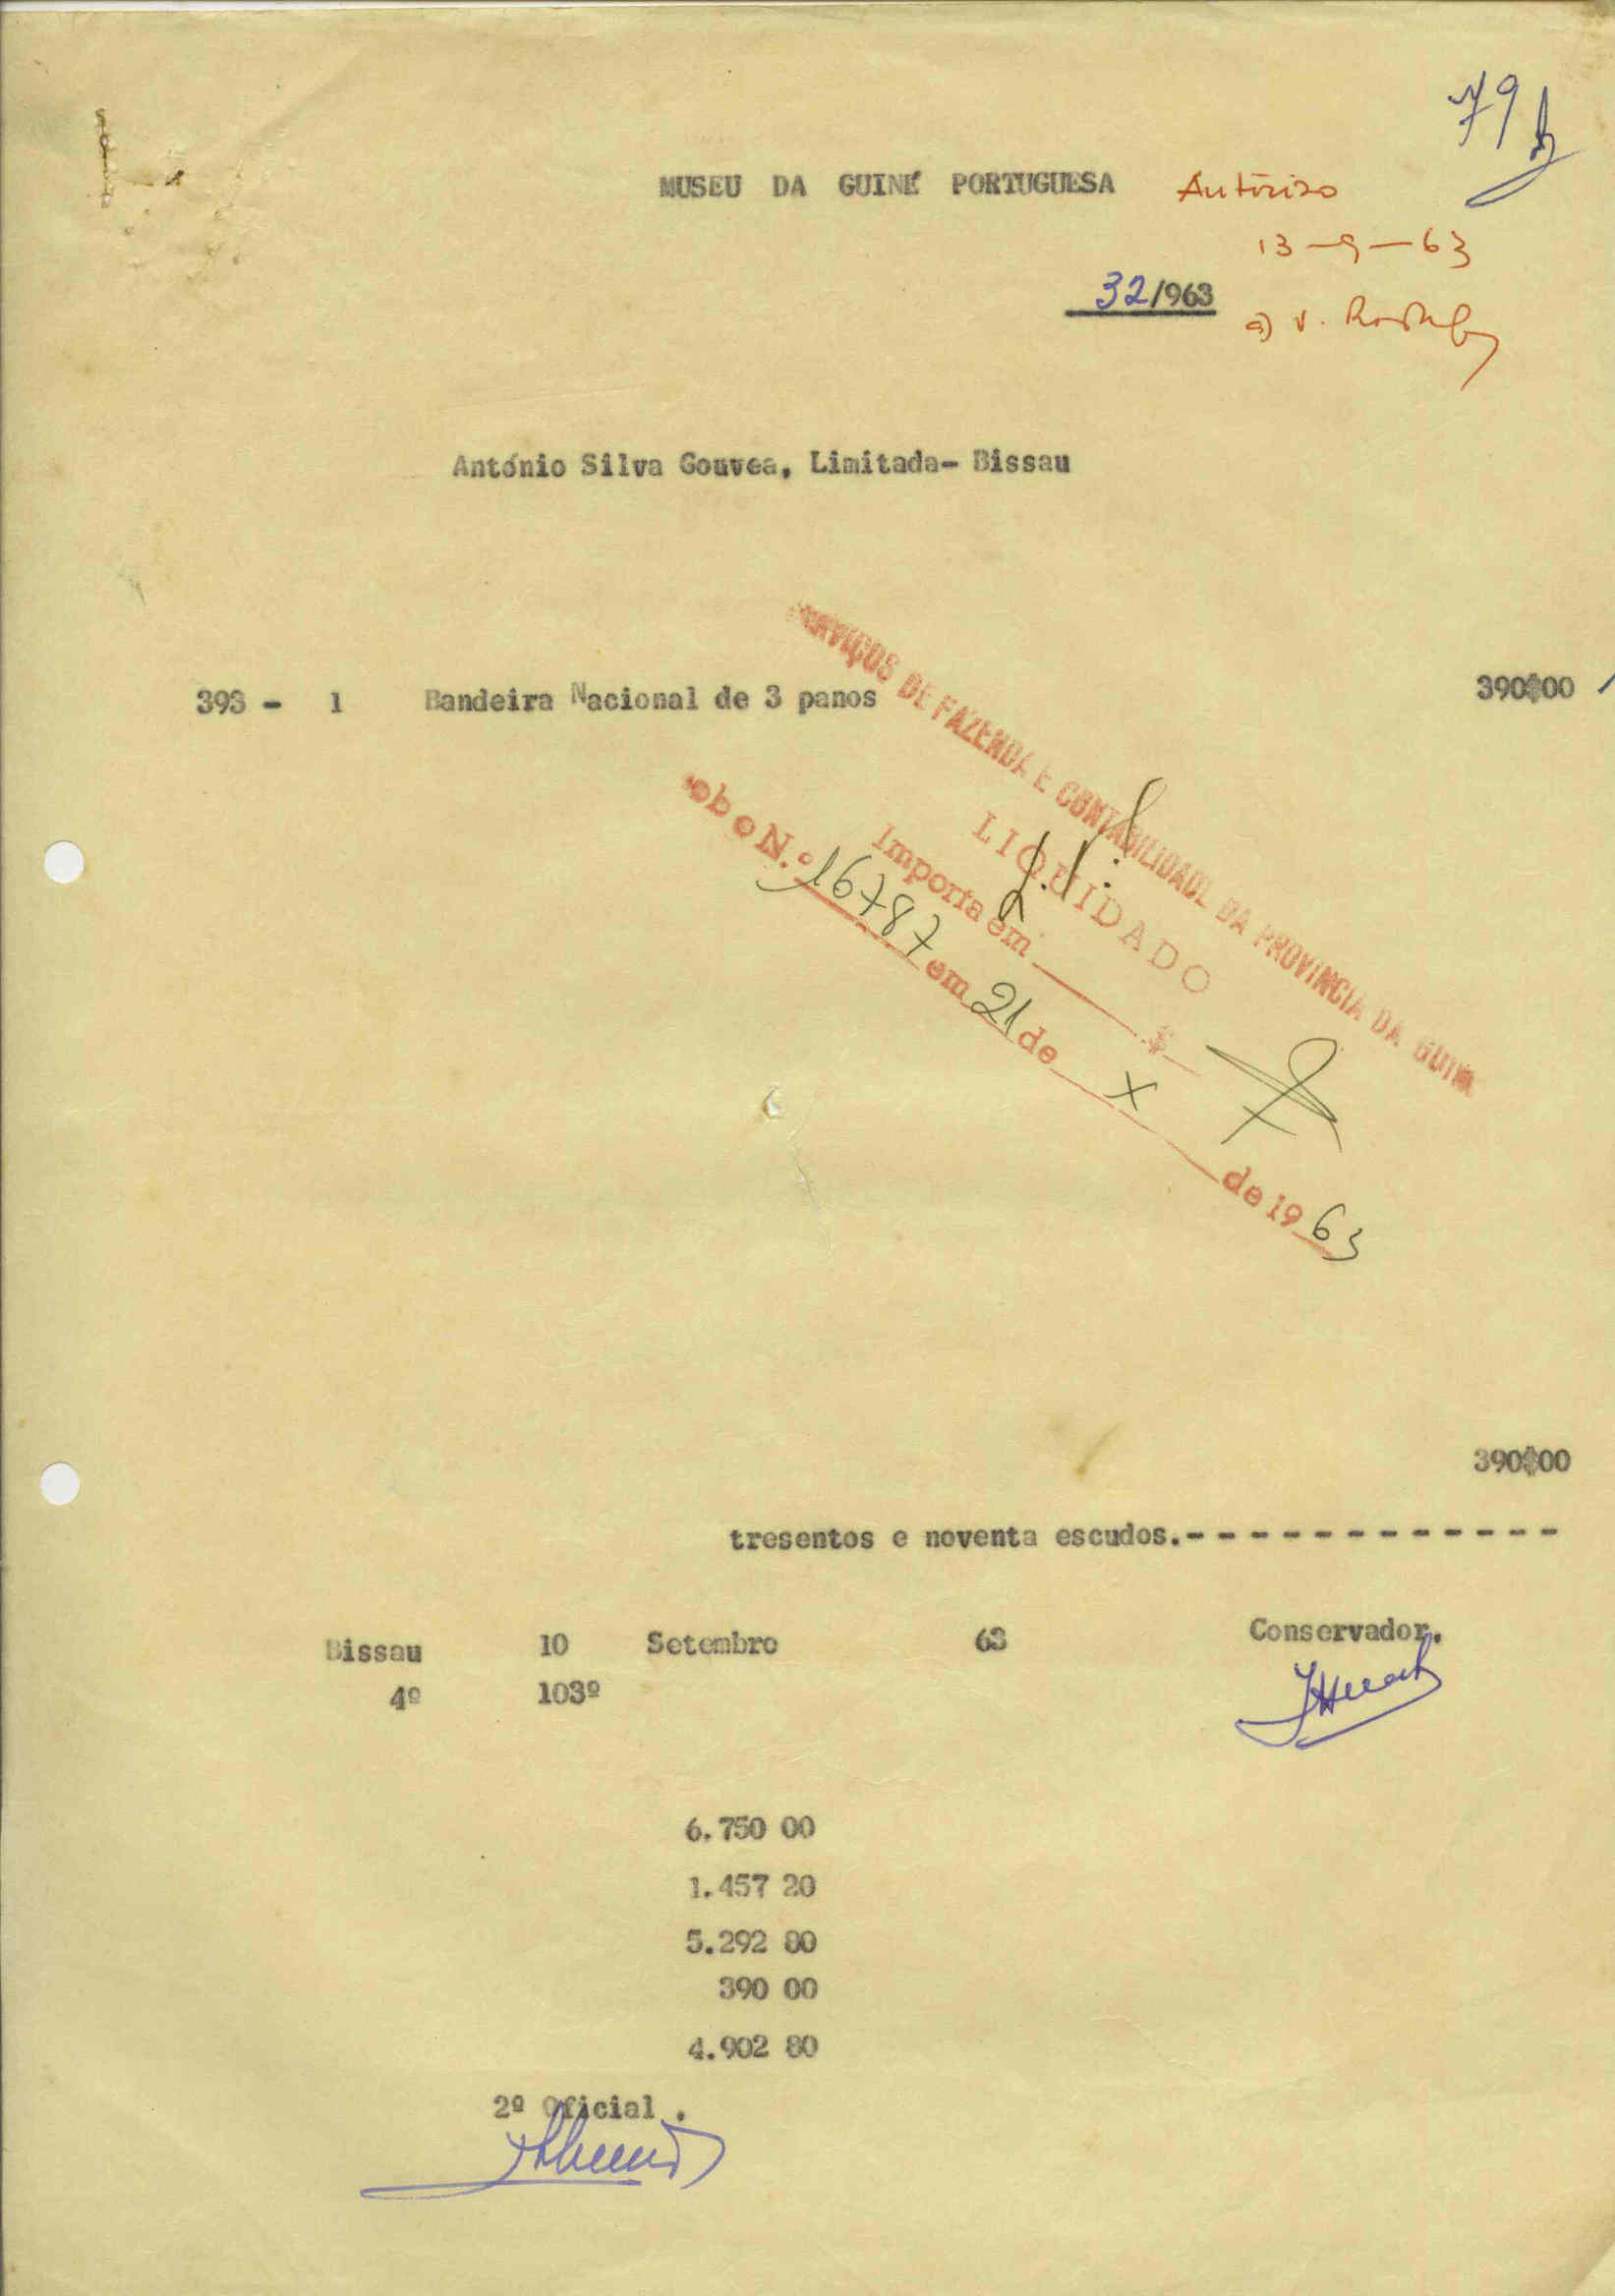 79
MUSEU DA GUINÉ PORTUGUESA
Autorizo
13-9-63
32/963
a) V.
António Silva Gouvea, Limitada- Bissau
393 - 1 Bandeira Nacional de 3 panos 390$00
SERVIÇOS DE FAZENDA E CONTABILIDADE DA PROVINCIA DA GUINÉ
LIQUIDADO
Importa em $
sob o N.º 16787 em 21 de X de 1963
390$00
tresentos e noventa escudos.- - - - - - - - - - - -
Bissau 10 Setembro 63 Conservador.
4º 103º
6.750 00
1.457 20
5.292 80
390 00
4.902 80
2º Oficial .